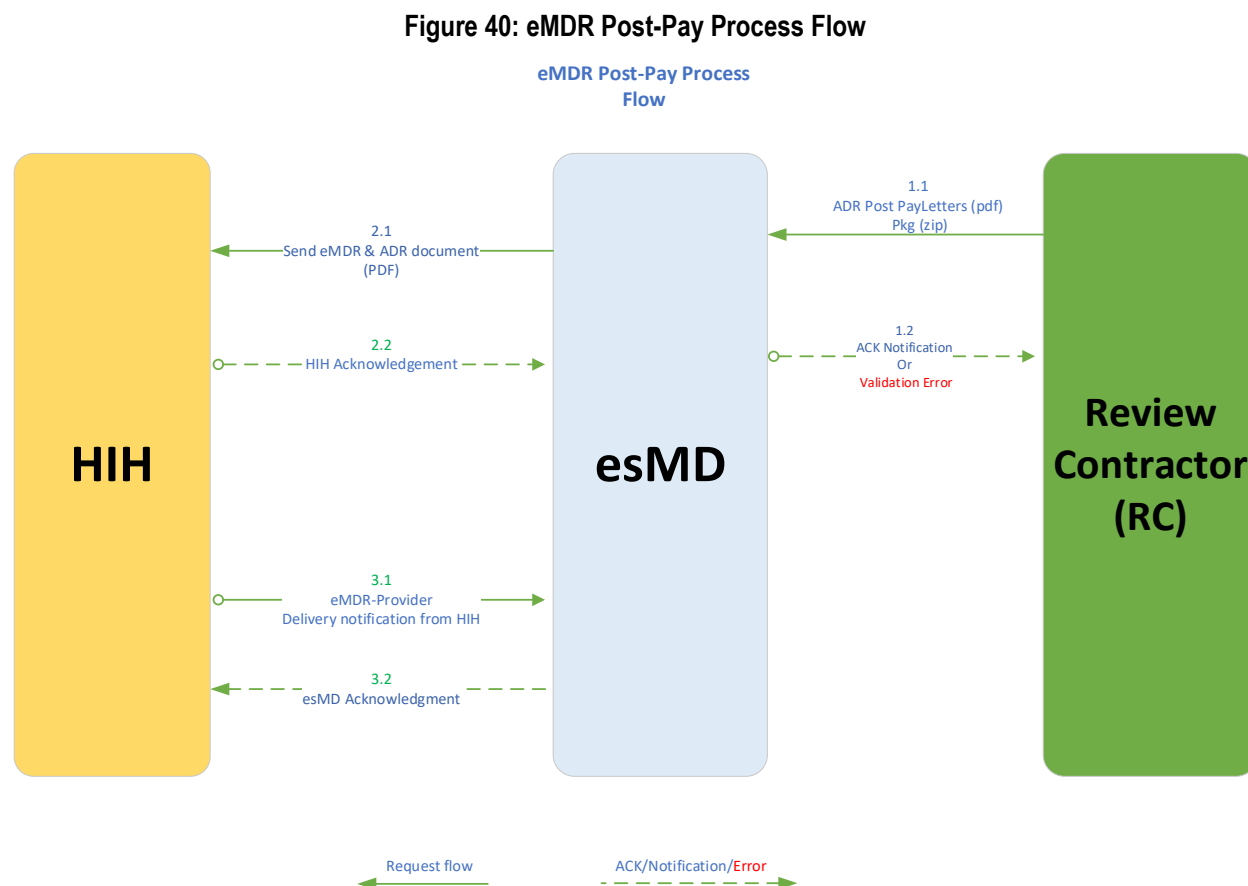 Figure 40: eMDR Post-Pay Process Flow
eMDR Post-Pay Process
Flow
1.1
ADR Post PayLetters (pdf)
Pkg (zip)
2.1
Send eMDR & ADR document
(PDF)
2.2
HIH Acknowledgement
1.2
ACK Notification
Or
Validation Error
HIH
esMD
Review
Contractor
(RC)
3.1
eMDR-Provider
Delivery notification from HIH
3.2
esMD Acknowledgment
Request flow
ACK/Notification/Error